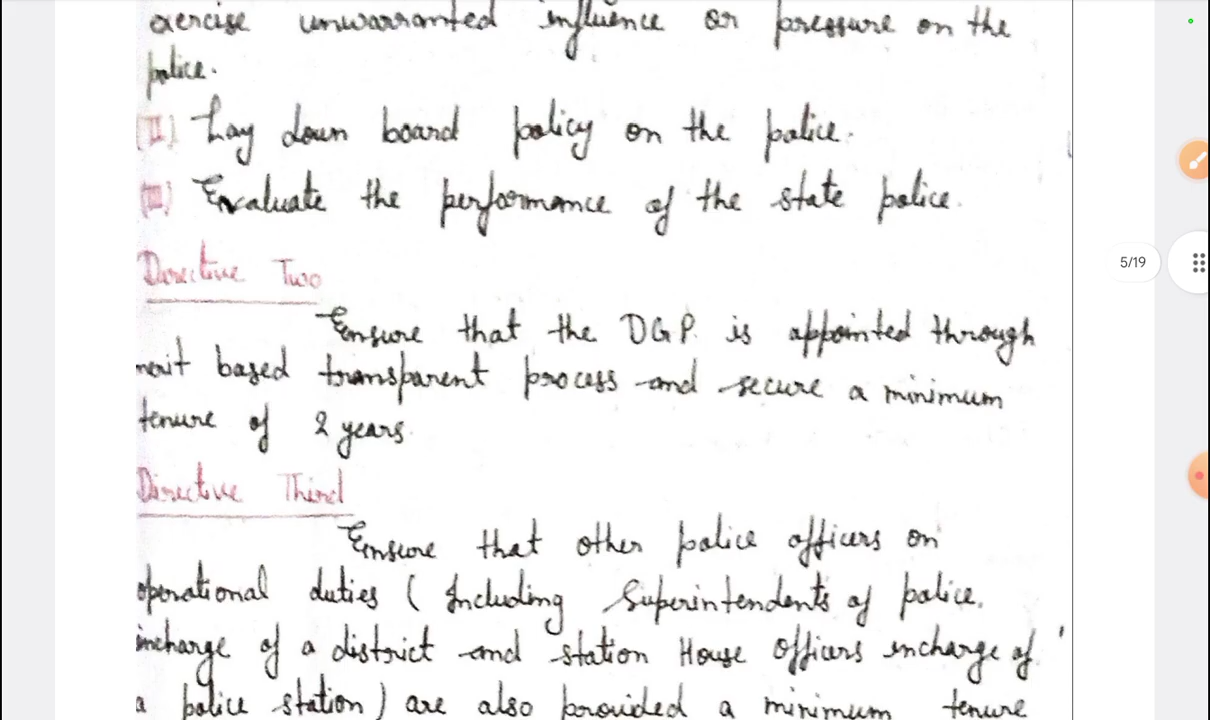 exercise unwarranted influence or pressure on the
police.
(II) Lay down board policy on the police.
(III) Evaluate the performance of the state police.
Directive Two
Ensure that the DGP. is appointed through
merit based transparent process and secure a minimum
tenure of 2 years.
Directive Third
5/19
Ensure that other police officers on
operational duties (Including Superintendents of police.
incharge of a district and station House officers incharge of
a police station) are also provided a minimum tenure